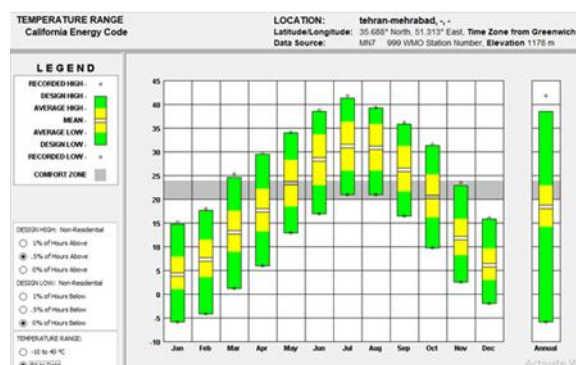 TEMPERATURE RANGE
California Energy Code
LOCATION: tehran-mehrabad, -, -
Latitude/Longitude: 35.688° North, 51.313° East, Time Zone from Greenwich
Data Source: MN7 999 WMO Station Number, Elevation 1178 m
LEGEND
RECORDED HIGH -
DESIGN HIGH -
AVERAGE HIGH -
MEAN -
AVERAGE LOW -
DESIGN LOW -
RECORDED LOW -
COMFORT ZONE
DESIGN HIGH: Non-Residential
1% of Hours Above
.5% of Hours Above
0% of Hours Above
DESIGN LOW: Non-Residential
1% of Hours Below
.5% of Hours Below
0% of Hours Below
TEMPERATURE RANGE:
-10 to 40 °C
45
40
35
30
25
20
15
10
5
0
-5
-10
Jan Feb Mar Apr May Jun Jul Aug Sep Oct Nov Dec Annual